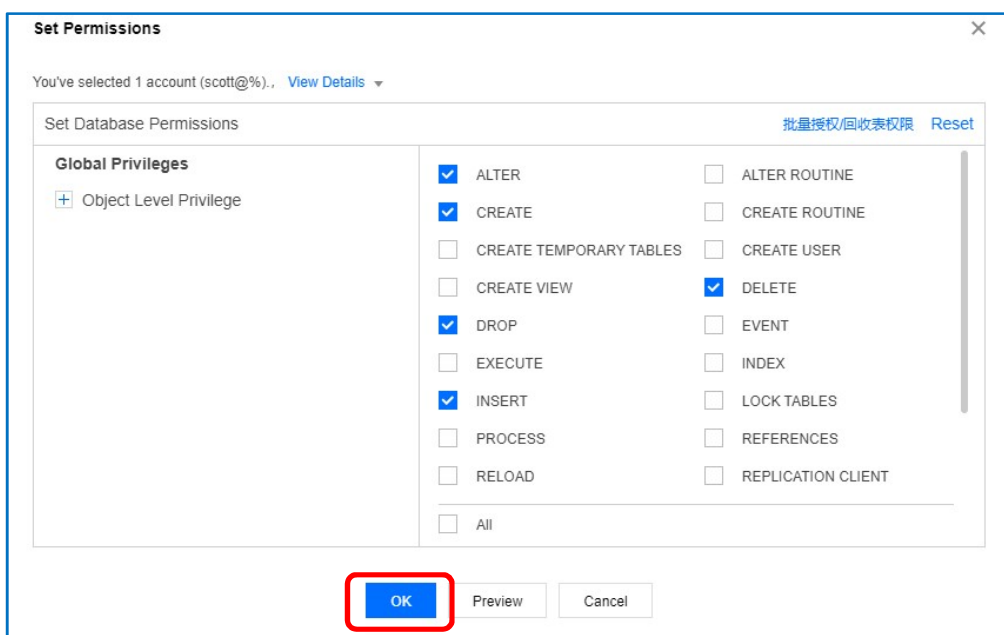 Set Permissions
You've selected 1 account (scott@%)., View Details
Set Database Permissions 批量授权/回收表权限 Reset
Global Privileges
Object Level Privilege
ALTER ALTER ROUTINE
CREATE CREATE ROUTINE
CREATE TEMPORARY TABLES CREATE USER
CREATE VIEW DELETE
DROP EVENT
EXECUTE INDEX
INSERT LOCK TABLES
PROCESS REFERENCES
RELOAD REPLICATION CLIENT
All
OK Preview Cancel